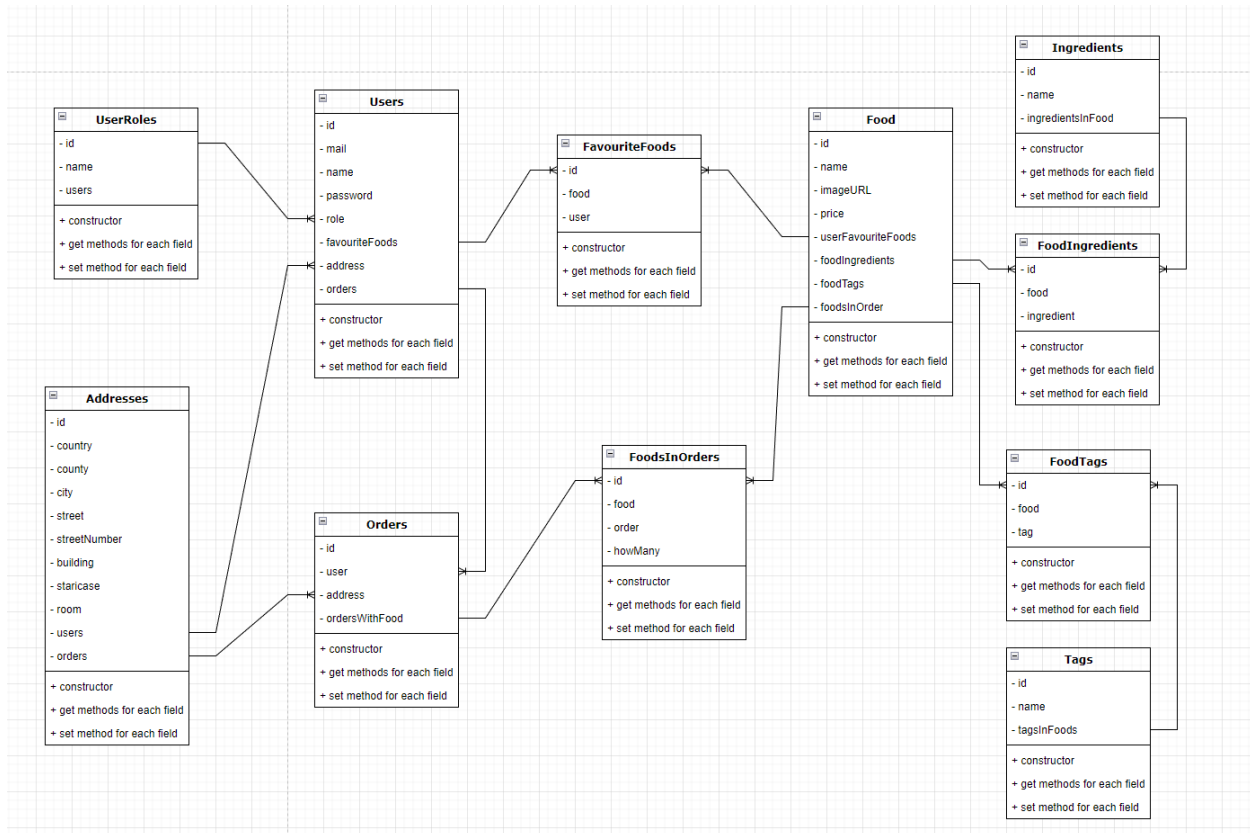 UserRoles
- id
- name
- users
+ constructor
+ get methods for each field
+ set method for each field
Users
- id
- mail
- name
- password
- role
- favouriteFoods
- address
- orders
+ constructor
+ get methods for each field
+ set method for each field
FavouriteFoods
- id
- food
- user
+ constructor
+ get methods for each field
+ set method for each field
Food
- id
- name
- imageURL
- price
- userFavouriteFoods
- foodIngredients
- foodTags
- foodsInOrder
+ constructor
+ get methods for each field
+ set method for each field
Ingredients
- id
- name
- ingredientsInFood
+ constructor
+ get methods for each field
+ set method for each field
FoodIngredients
- id
- food
- ingredient
+ constructor
+ get methods for each field
+ set method for each field
Addresses
- id
- country
- county
- city
- street
- streetNumber
- building
- staricase
- room
- users
- orders
+ constructor
+ get methods for each field
+ set method for each field
Orders
- id
- user
- address
- ordersWithFood
+ constructor
+ get methods for each field
+ set method for each field
FoodsInOrders
- id
- food
- order
- howMany
+ constructor
+ get methods for each field
+ set method for each field
FoodTags
- id
- food
- tag
+ constructor
+ get methods for each field
+ set method for each field
Tags
- id
- name
- tagsInFoods
+ constructor
+ get methods for each field
+ set method for each field